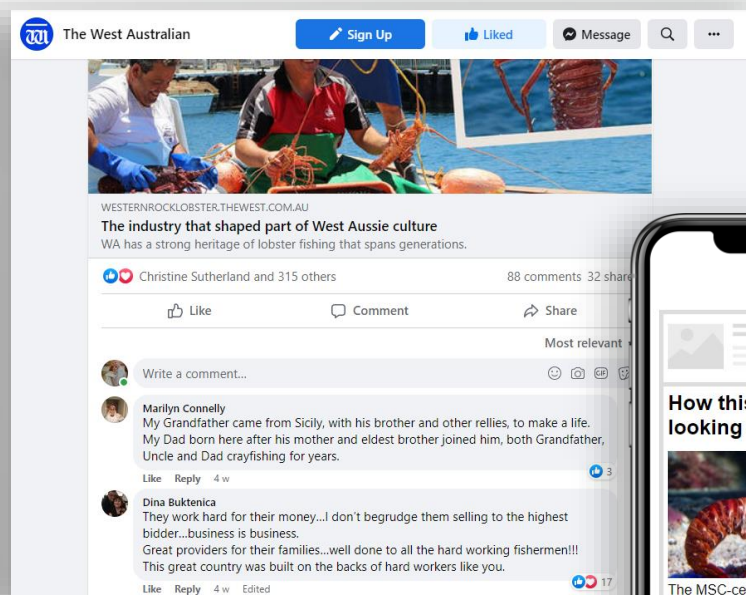 The West Australian
Sign Up
Liked
Message
WESTERNROCKLOBSTER.THEWEST.COM.AU
The industry that shaped part of West Aussie culture
WA has a strong heritage of lobster fishing that spans generations.
Christine Sutherland and 315 others
88 comments 32 share
Like
Comment
Share
Most relevant
Write a comment...
GIF
Marilyn Connelly
My Grandfather came from Sicily, with his brother and other rellies, to make a life.
My Dad born here after his mother and eldest brother joined him, both Grandfather,
Uncle and Dad crayfishing for years.
3
Like Reply 4 w
Dina Buktenica
They work hard for their money...I don't begrudge them selling to the highest
bidder...business is business.
Great providers for their families...well done to all the hard working fishermen!!!
This great country was built on the backs of hard workers like you.
17
Like Reply 4 w Edited
How this
looking
The MSC-ce